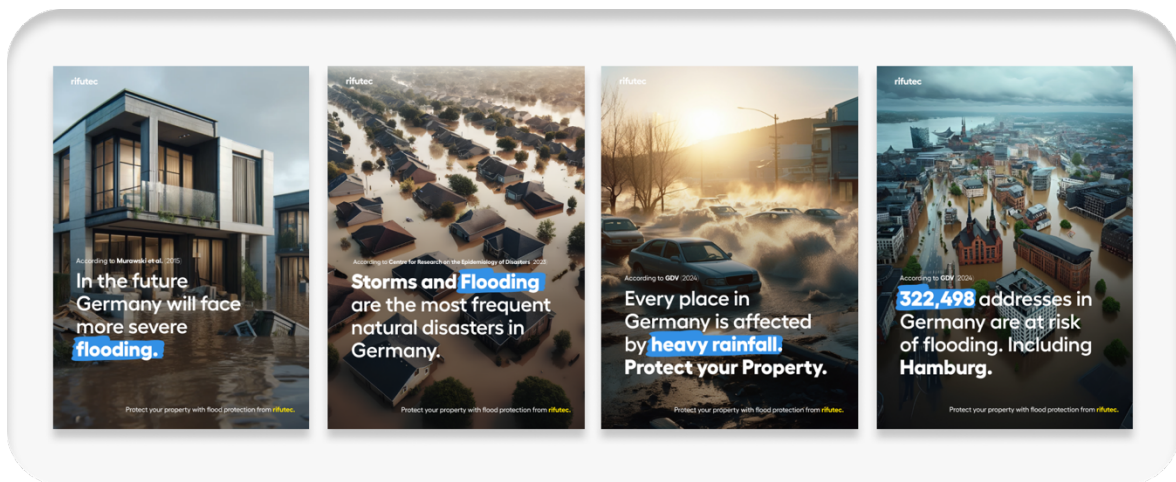 rifutec
According to Murawski et al. (2015)
In the future
Germany will face
more severe
flooding.
Protect your property with flood protection from rifutec.
rifutec
According to Centre for Research on the Epidemiology of Disasters (2023)
Storms and Flooding
are the most frequent
natural disasters in
Germany.
Protect your property with flood protection from rifutec.
rifutec
According to GDV (2024)
Every place in
Germany is affected
by heavy rainfall.
Protect your Property.
Protect your property with flood protection from rifutec.
rifutec
According to GDV (2024)
322,498 addresses in
Germany are at risk
of flooding. Including
Hamburg.
Protect your property with flood protection from rifutec.